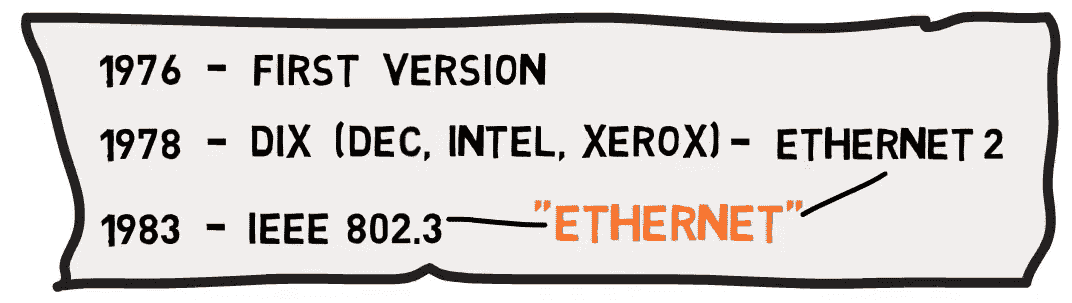 1976 - FIRST VERSION
1978 - DIX (DEC, INTEL, XEROX) - ETHERNET 2
1983 - IEEE 802.3 "ETHERNET"